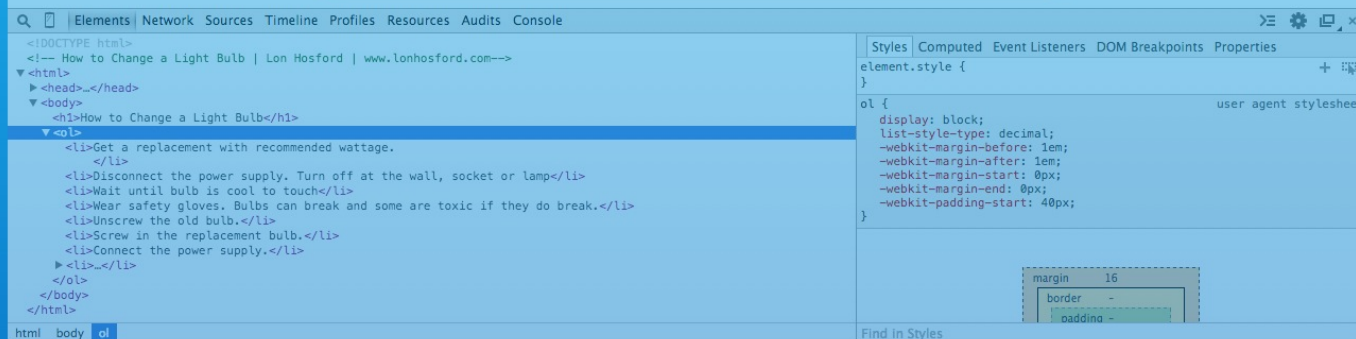 Elements Network Sources Timeline Profiles Resources Audits Console
<!DOCTYPE html>
<!-- How to Change a Light Bulb | Lon Hosford | www.lonhosford.com-->
▼<html>
▶<head>…</head>
▼<body>
<h1>How to Change a Light Bulb</h1>
▼<ol>
<li>Get a replacement with recommended wattage.
</li>
<li>Disconnect the power supply. Turn off at the wall, socket or lamp</li>
<li>Wait until bulb is cool to touch</li>
<li>Wear safety gloves. Bulbs can break and some are toxic if they do break.</li>
<li>Unscrew the old bulb.</li>
<li>Screw in the replacement bulb.</li>
<li>Connect the power supply.</li>
▶<li>…</li>
</ol>
</body>
</html>
html body ol
Styles Computed Event Listeners DOM Breakpoints Properties
element.style {
}
ol { user agent styleshee
display: block;
list-style-type: decimal;
-webkit-margin-before: 1em;
-webkit-margin-after: 1em;
-webkit-margin-start: 0px;
-webkit-margin-end: 0px;
-webkit-padding-start: 40px;
}
margin 16
border -
padding -
Find in Styles